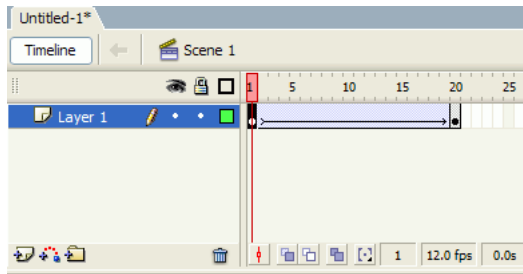 Untitled-1*
Timeline Scene 1
1 5 10 15 20 25
Layer 1
1 12.0 fps 0.0s